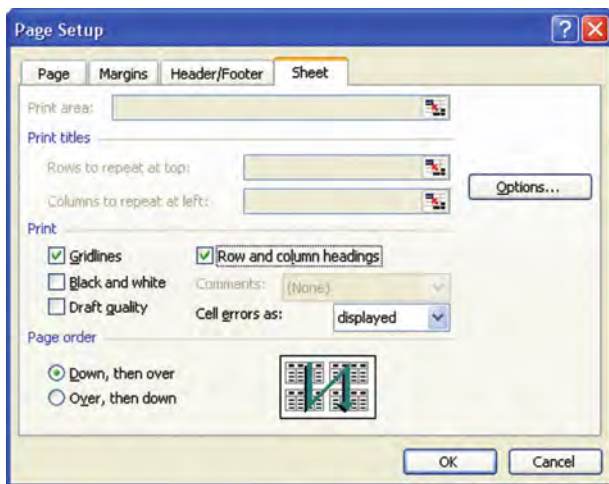 Page Setup
Page Margins Header/Footer Sheet
Print area:
Print titles
Rows to repeat at top:
Columns to repeat at left:
Options...
Print
Gridlines Row and column headings
Black and white Comments: (None)
Draft quality Cell errors as: displayed
Page order
Down, then over
Over, then down
OK Cancel